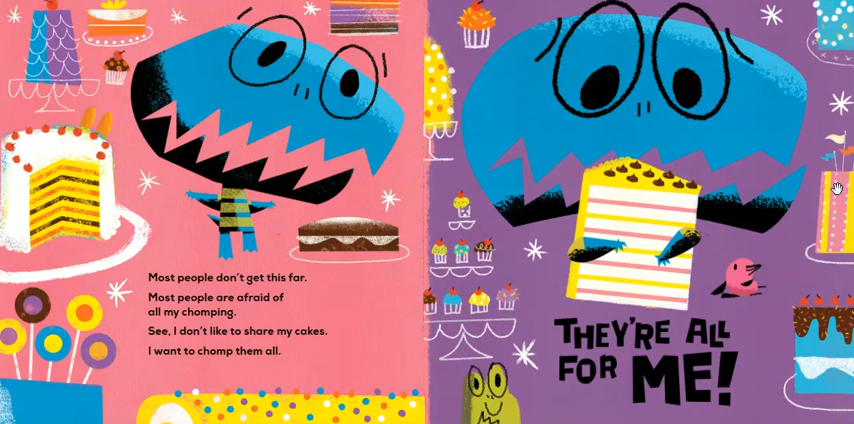 Most people don't get this far.
Most people are afraid of
all my chomping.
See, I don't like to share my cakes.
I want to chomp them all.
THEY'RE ALL
FOR ME!